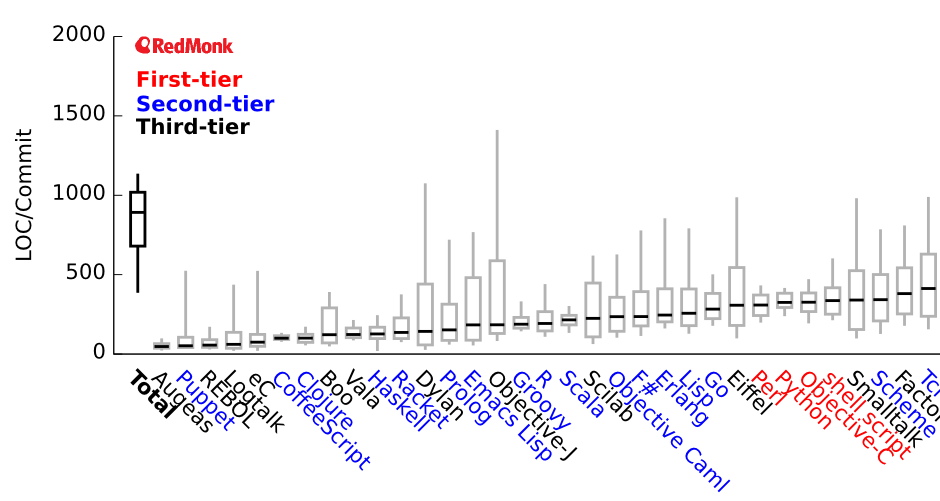 2000
RedMonk
First-tier
1500
Second-tier
Third-tier
LOC/Commit
1000
500
0
Total
Augeas
Puppet
REBOL
Logtalk
eC
CoffeeScript
Clojure
Boo
Vala
Haskell
Racket
Dylan
Prolog
Emacs Lisp
Objective-J
Groovy
R
Scala
Scilab
Objective Caml
F#
Erlang
Lisp
Go
Eiffel
Perl
Python
Objective-C
shell script
Smalltalk
Scheme
Factor
Tc